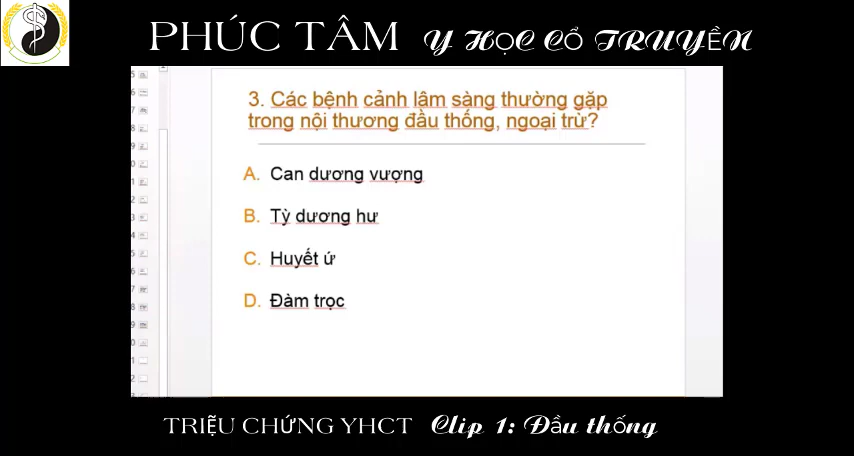 PHÚC TÂM Y HỌC CỔ TRUYỀN
3. Các bệnh cảnh lâm sàng thường gặp
trong nội thương đầu thống, ngoại trừ?
A. Can dương vượng
B. Tỳ dương hư
C. Huyết ứ
D. Đàm trọc
TRIỆU CHỨNG YHCT Clip 1: Đầu thống